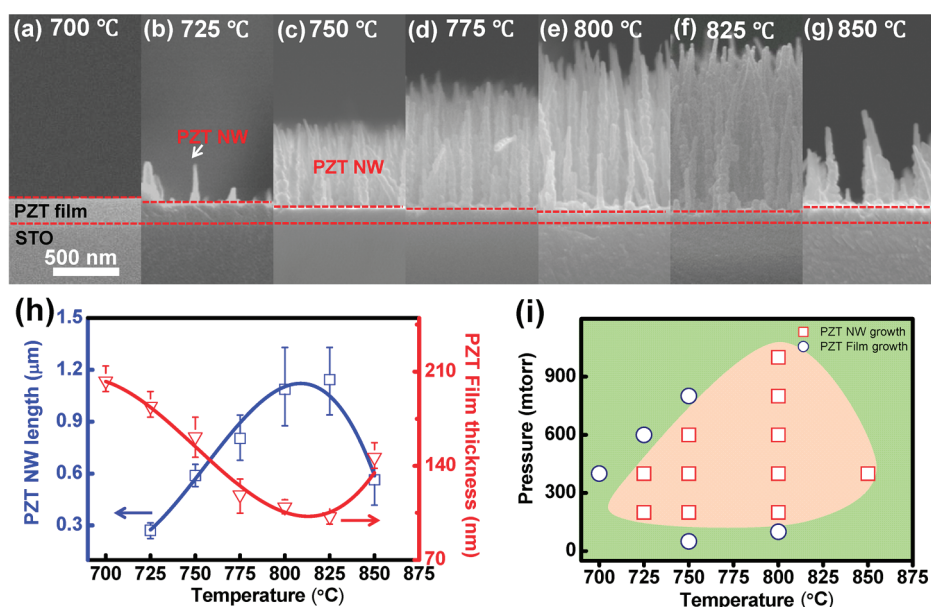 (a) 700 ℃
(b) 725 ℃
(c) 750 ℃
(d) 775 ℃
(e) 800 ℃
(f) 825 ℃
(g) 850 ℃
PZT NW
PZT NW
PZT film
STO
500 nm
(h)
1.5
1.2
0.9
0.6
0.3
PZT NW length (μm)
210
140
70
PZT Film thickness (nm)
700 725 750 775 800 825 850 875
Temperature (°C)
(i)
PZT NW growth
PZT Film growth
900
600
300
0
Pressure (mtorr)
700 725 750 775 800 825 850 875
Temperature (°C)